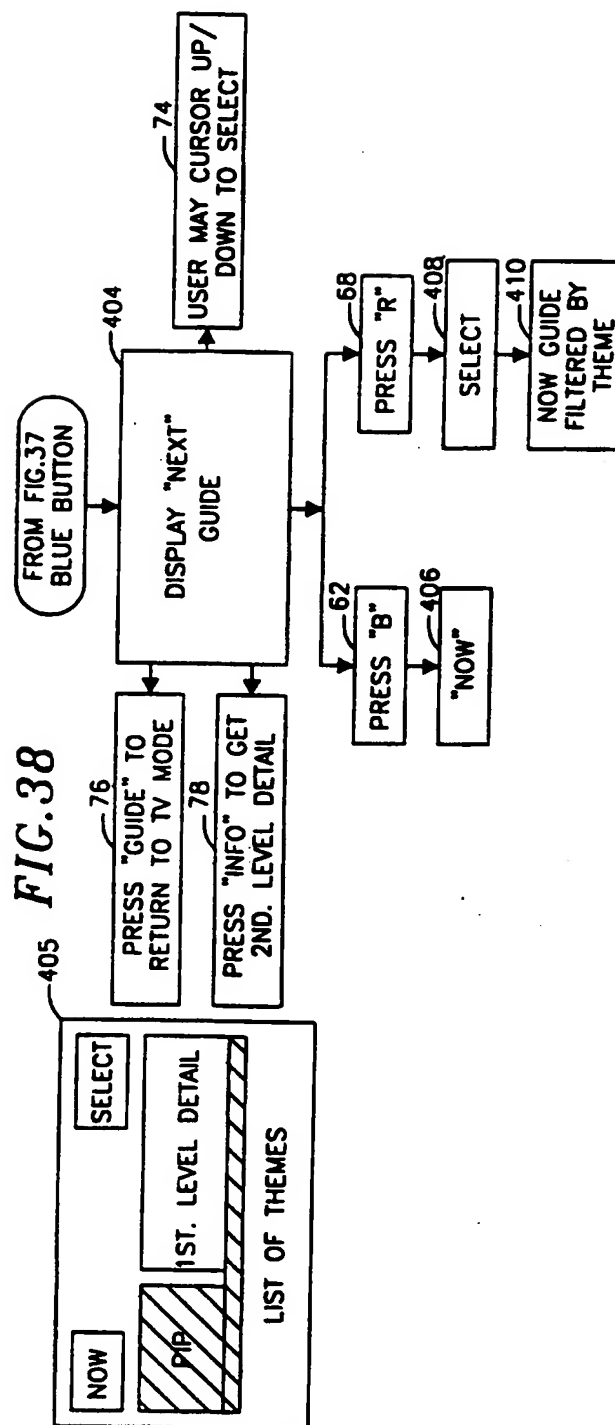 FIG.38
405
NOW
SELECT
PIP
1ST. LEVEL DETAIL
LIST OF THEMES
FROM FIG.37
BLUE BUTTON
404
DISPLAY "NEXT"
GUIDE
76
PRESS "GUIDE" TO
RETURN TO TV MODE
78
PRESS "INFO" TO GET
2ND. LEVEL DETAIL
74
USER MAY CURSOR UP/
DOWN TO SELECT
62
PRESS "B"
406
"NOW"
68
PRESS "R"
408
SELECT
410
NOW GUIDE
FILTERED BY
THEME